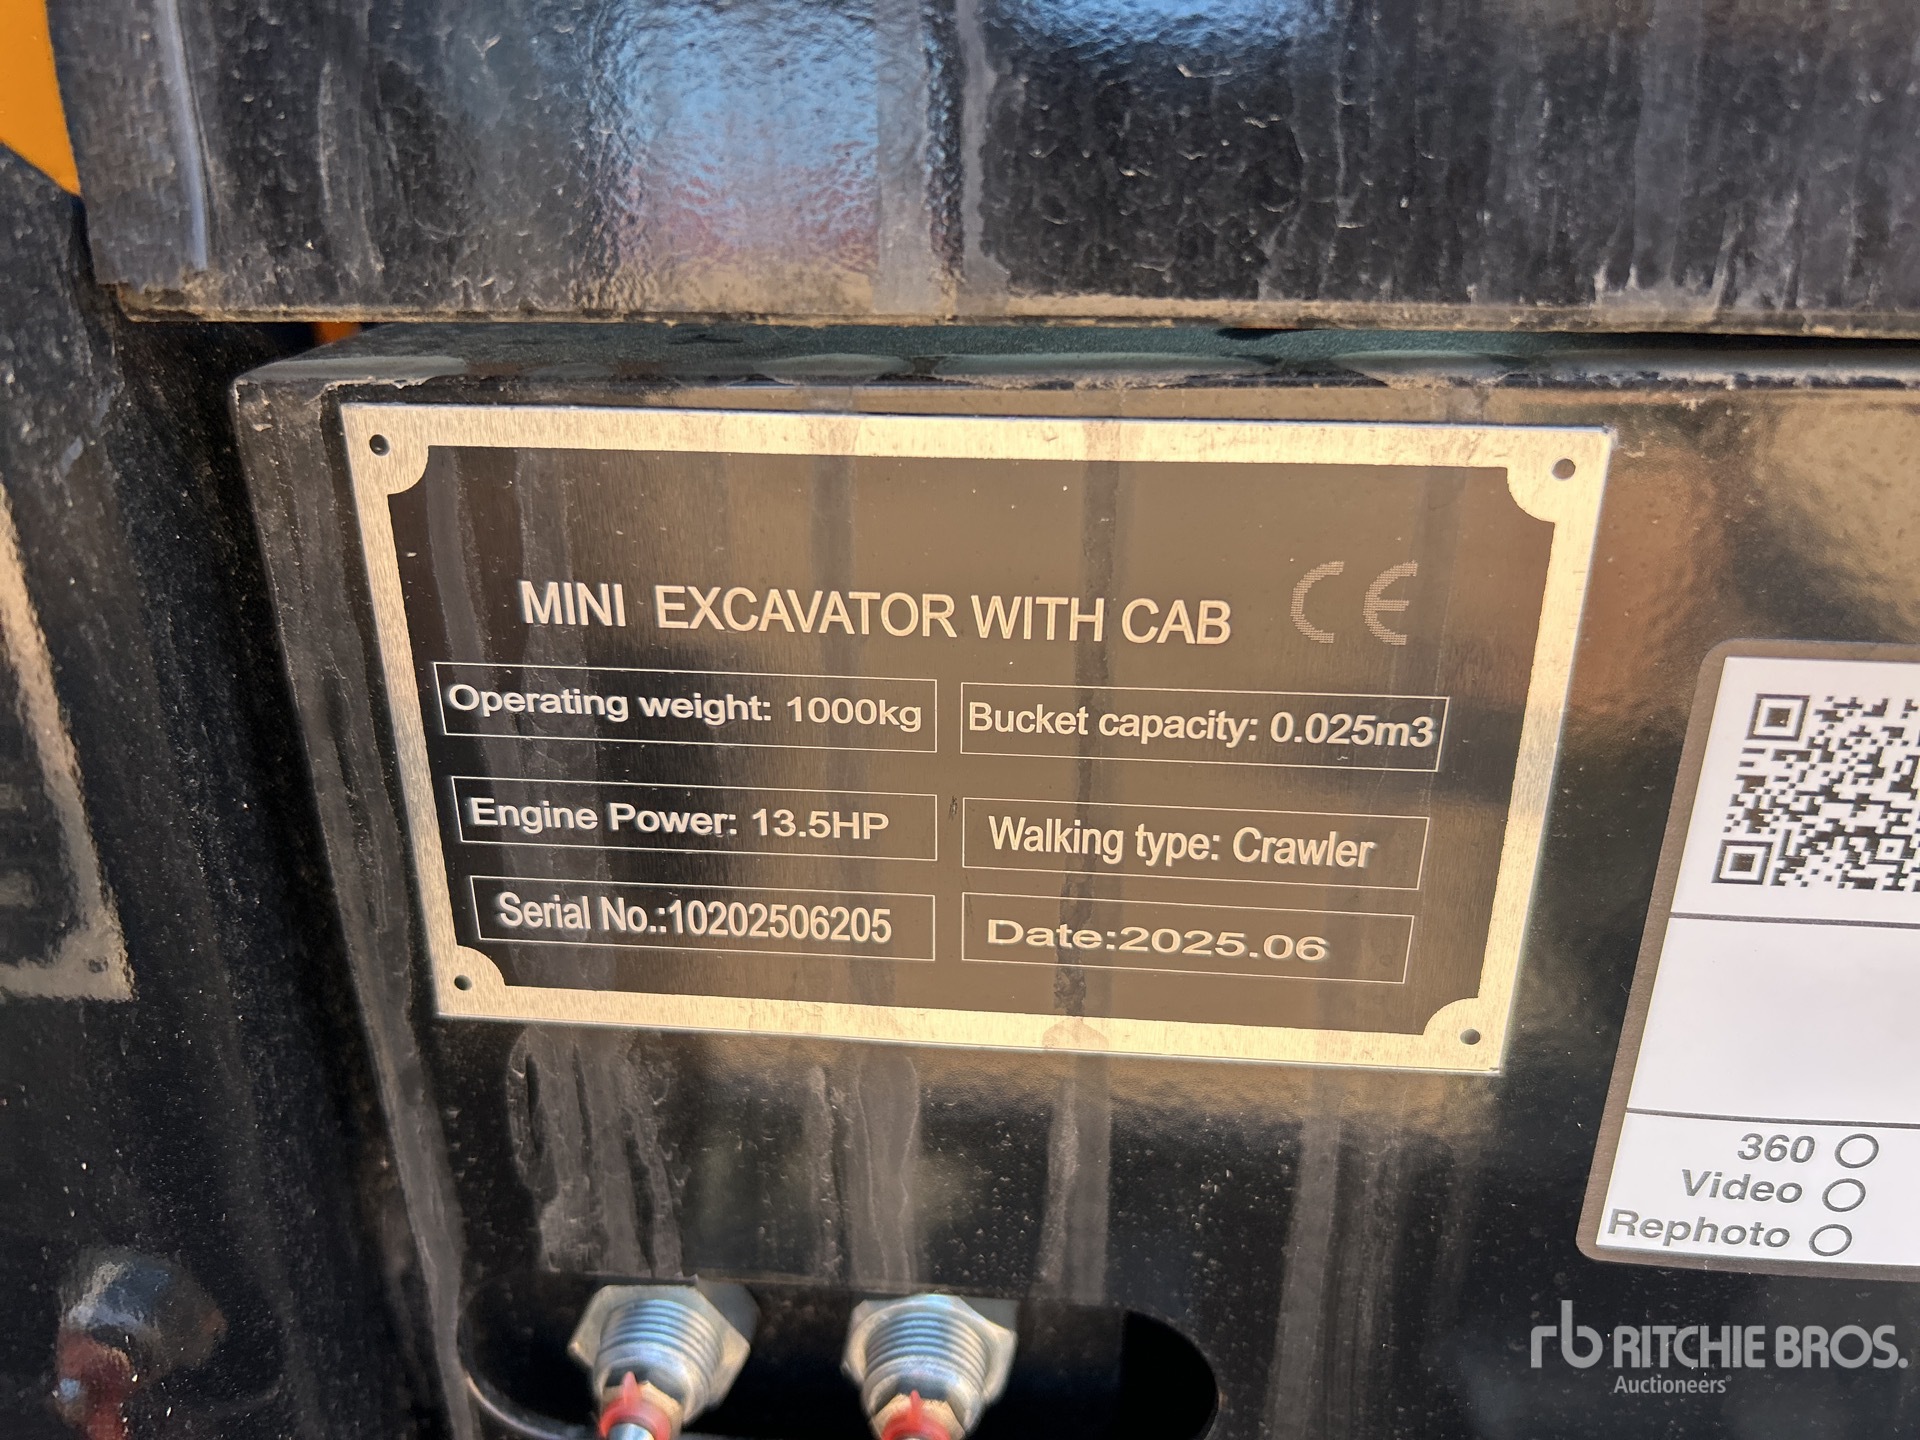 MINI EXCAVATOR WITH CAB CE
Operating weight: 1000kg
Bucket capacity: 0.025m3
Engine Power: 13.5HP
Walking type: Crawler
Serial No.:10202506205
Date:2025.06
360
Video
Rephoto
rb RITCHIE BROS.
Auctioneers®